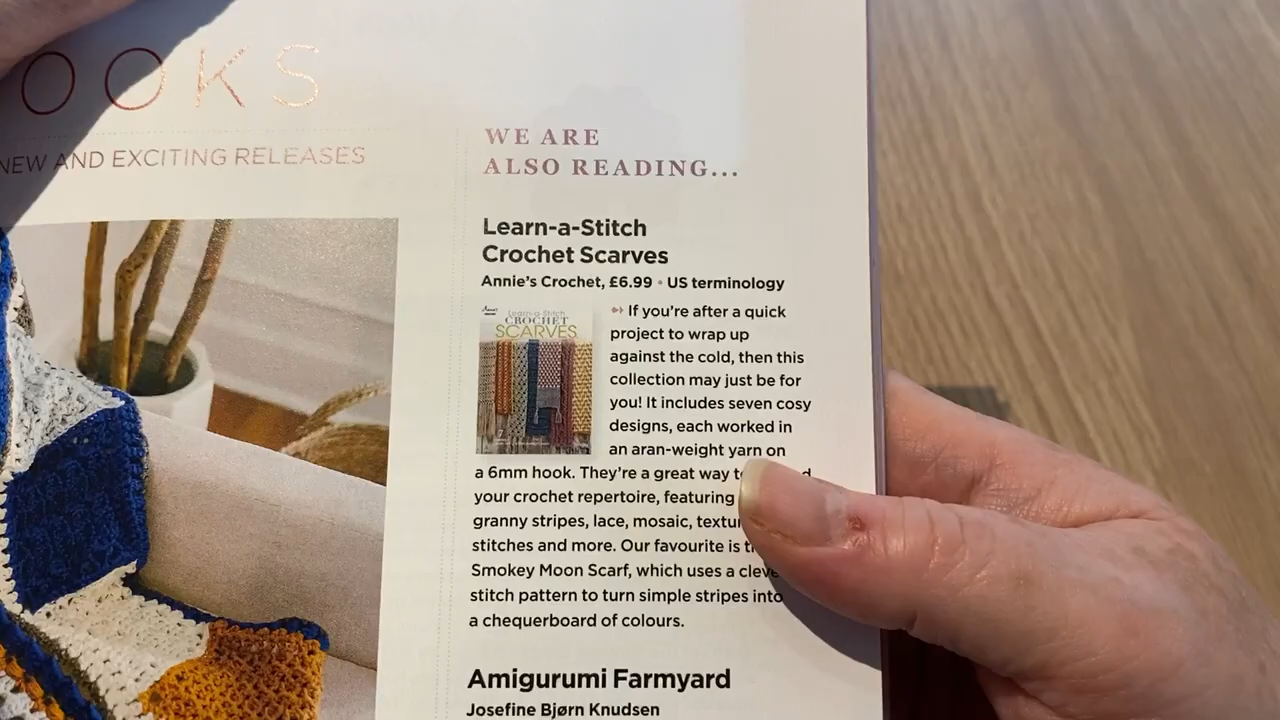 OOKS
NEW AND EXCITING RELEASES
WE ARE
ALSO READING...
Learn-a-Stitch
Crochet Scarves
Annie's Crochet, £6.99 • US terminology
Learn-a-Stitch
CROCHET
SCARVES
If you're after a quick
project to wrap up
against the cold, then this
collection may just be for
you! It includes seven cosy
designs, each worked in
an aran-weight yarn on
a 6mm hook. They're a great way
your crochet repertoire, featuring
granny stripes, lace, mosaic,
stitches and more. Our favourite is
Smokey Moon Scarf, which uses a
stitch pattern to turn simple stripes into
a chequerboard of colours.
Amigurumi Farmyard
Josefine Bjørn Knudsen